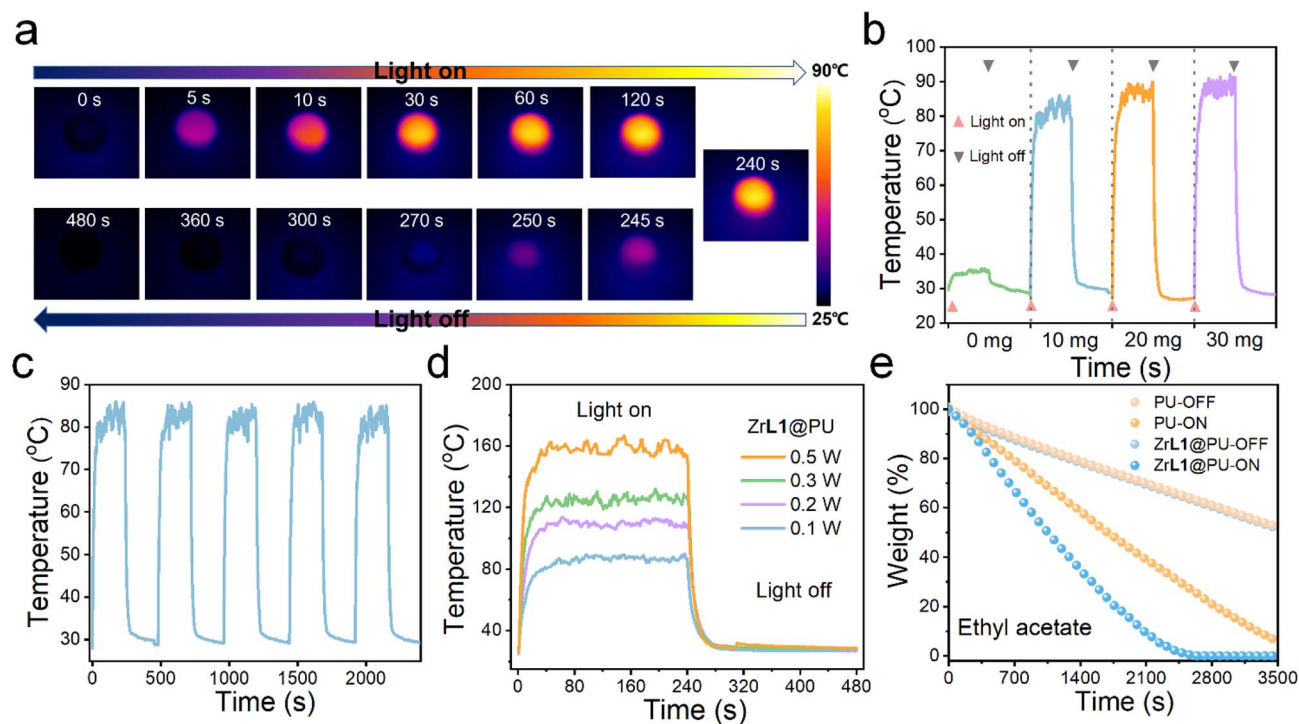 a
Light on
90℃
0 s
5 s
10 s
30 s
60 s
120 s
240 s
480 s
360 s
300 s
270 s
250 s
245 s
Light off
25℃
b
100
90
80
70
60
50
40
30
20
Temperature (°C)
Light on
Light off
0 mg
10 mg
20 mg
30 mg
Time (s)
c
90
80
70
60
50
40
30
Temperature (°C)
0
500
1000
1500
2000
Time (s)
d
200
160
120
80
40
Temperature (°C)
Light on
ZrL1@PU
0.5 W
0.3 W
0.2 W
0.1 W
Light off
0
80
160
240
320
400
480
Time (s)
e
100
80
60
40
20
0
Weight (%)
PU-OFF
PU-ON
ZrL1@PU-OFF
ZrL1@PU-ON
Ethyl acetate
0
700
1400
2100
2800
3500
Time (s)